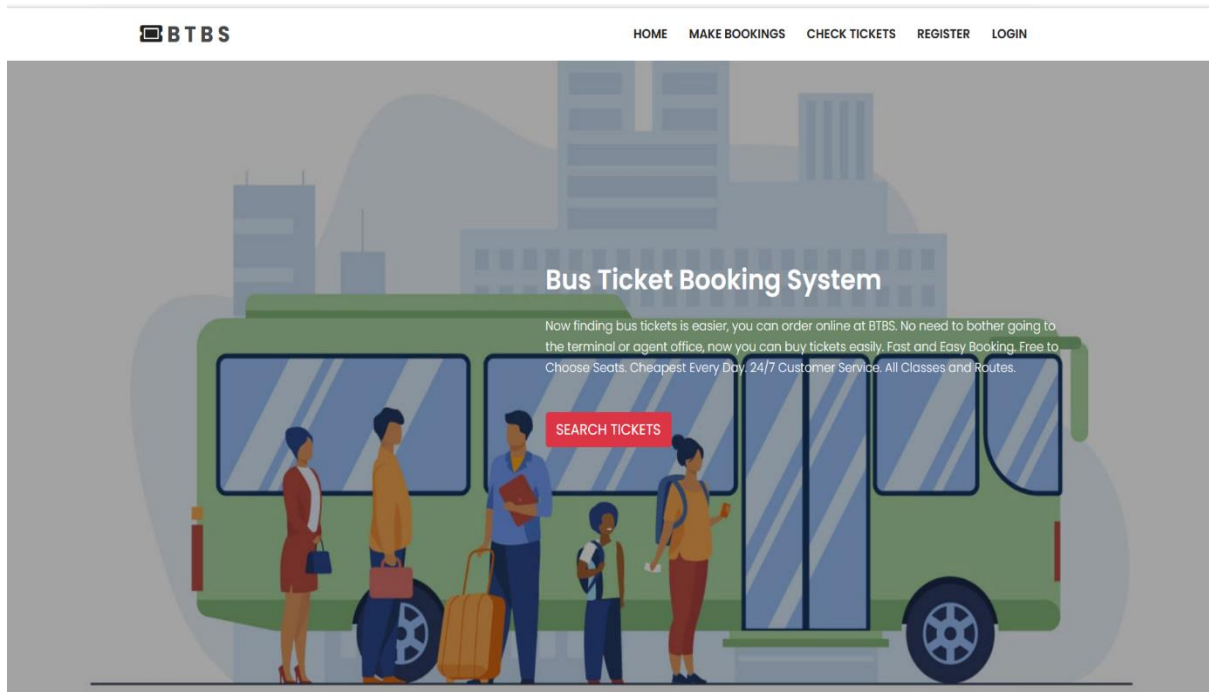 BTBS
HOME MAKE BOOKINGS CHECK TICKETS REGISTER LOGIN
Bus Ticket Booking System
Now finding bus tickets is easier, you can order online at BTBS. No need to bother going to
the terminal or agent office, now you can buy tickets easily. Fast and Easy Booking. Free to
Choose Seats. Cheapest Every Day. 24/7 Customer Service. All Classes and Routes.
SEARCH TICKETS